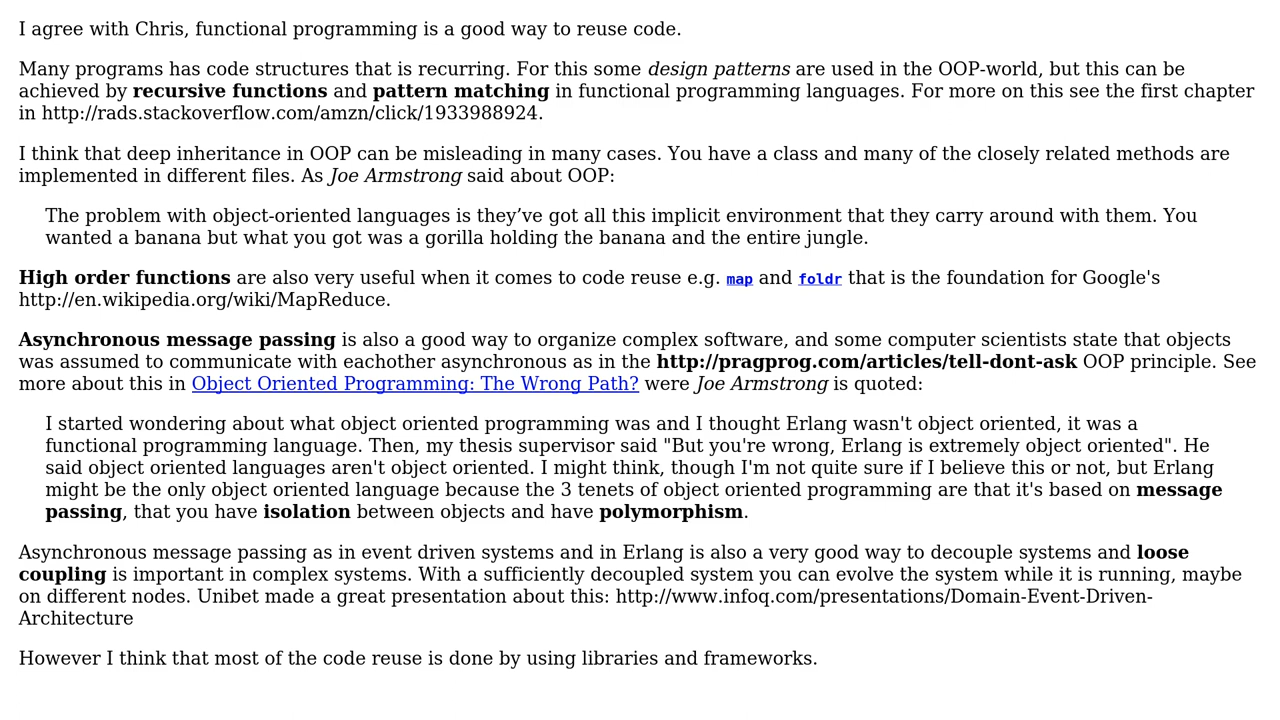 I agree with Chris, functional programming is a good way to reuse code.
Many programs has code structures that is recurring. For this some design patterns are used in the OOP-world, but this can be
achieved by recursive functions and pattern matching in functional programming languages. For more on this see the first chapter
in http://rads.stackoverflow.com/amzn/click/1933988924.
I think that deep inheritance in OOP can be misleading in many cases. You have a class and many of the closely related methods are
implemented in different files. As Joe Armstrong said about OOP:
The problem with object-oriented languages is they’ve got all this implicit environment that they carry around with them. You
wanted a banana but what you got was a gorilla holding the banana and the entire jungle.
High order functions are also very useful when it comes to code reuse e.g. map and foldr that is the foundation for Google's
http://en.wikipedia.org/wiki/MapReduce.
Asynchronous message passing is also a good way to organize complex software, and some computer scientists state that objects
was assumed to communicate with eachother asynchronous as in the http://pragprog.com/articles/tell-dont-ask OOP principle. See
more about this in Object Oriented Programming: The Wrong Path? were Joe Armstrong is quoted:
I started wondering about what object oriented programming was and I thought Erlang wasn't object oriented, it was a
functional programming language. Then, my thesis supervisor said "But you're wrong, Erlang is extremely object oriented". He
said object oriented languages aren't object oriented. I might think, though I'm not quite sure if I believe this or not, but Erlang
might be the only object oriented language because the 3 tenets of object oriented programming are that it's based on message
passing, that you have isolation between objects and have polymorphism.
Asynchronous message passing as in event driven systems and in Erlang is also a very good way to decouple systems and loose
coupling is important in complex systems. With a sufficiently decoupled system you can evolve the system while it is running, maybe
on different nodes. Unibet made a great presentation about this: http://www.infoq.com/presentations/Domain-Event-Driven-
Architecture
However I think that most of the code reuse is done by using libraries and frameworks.